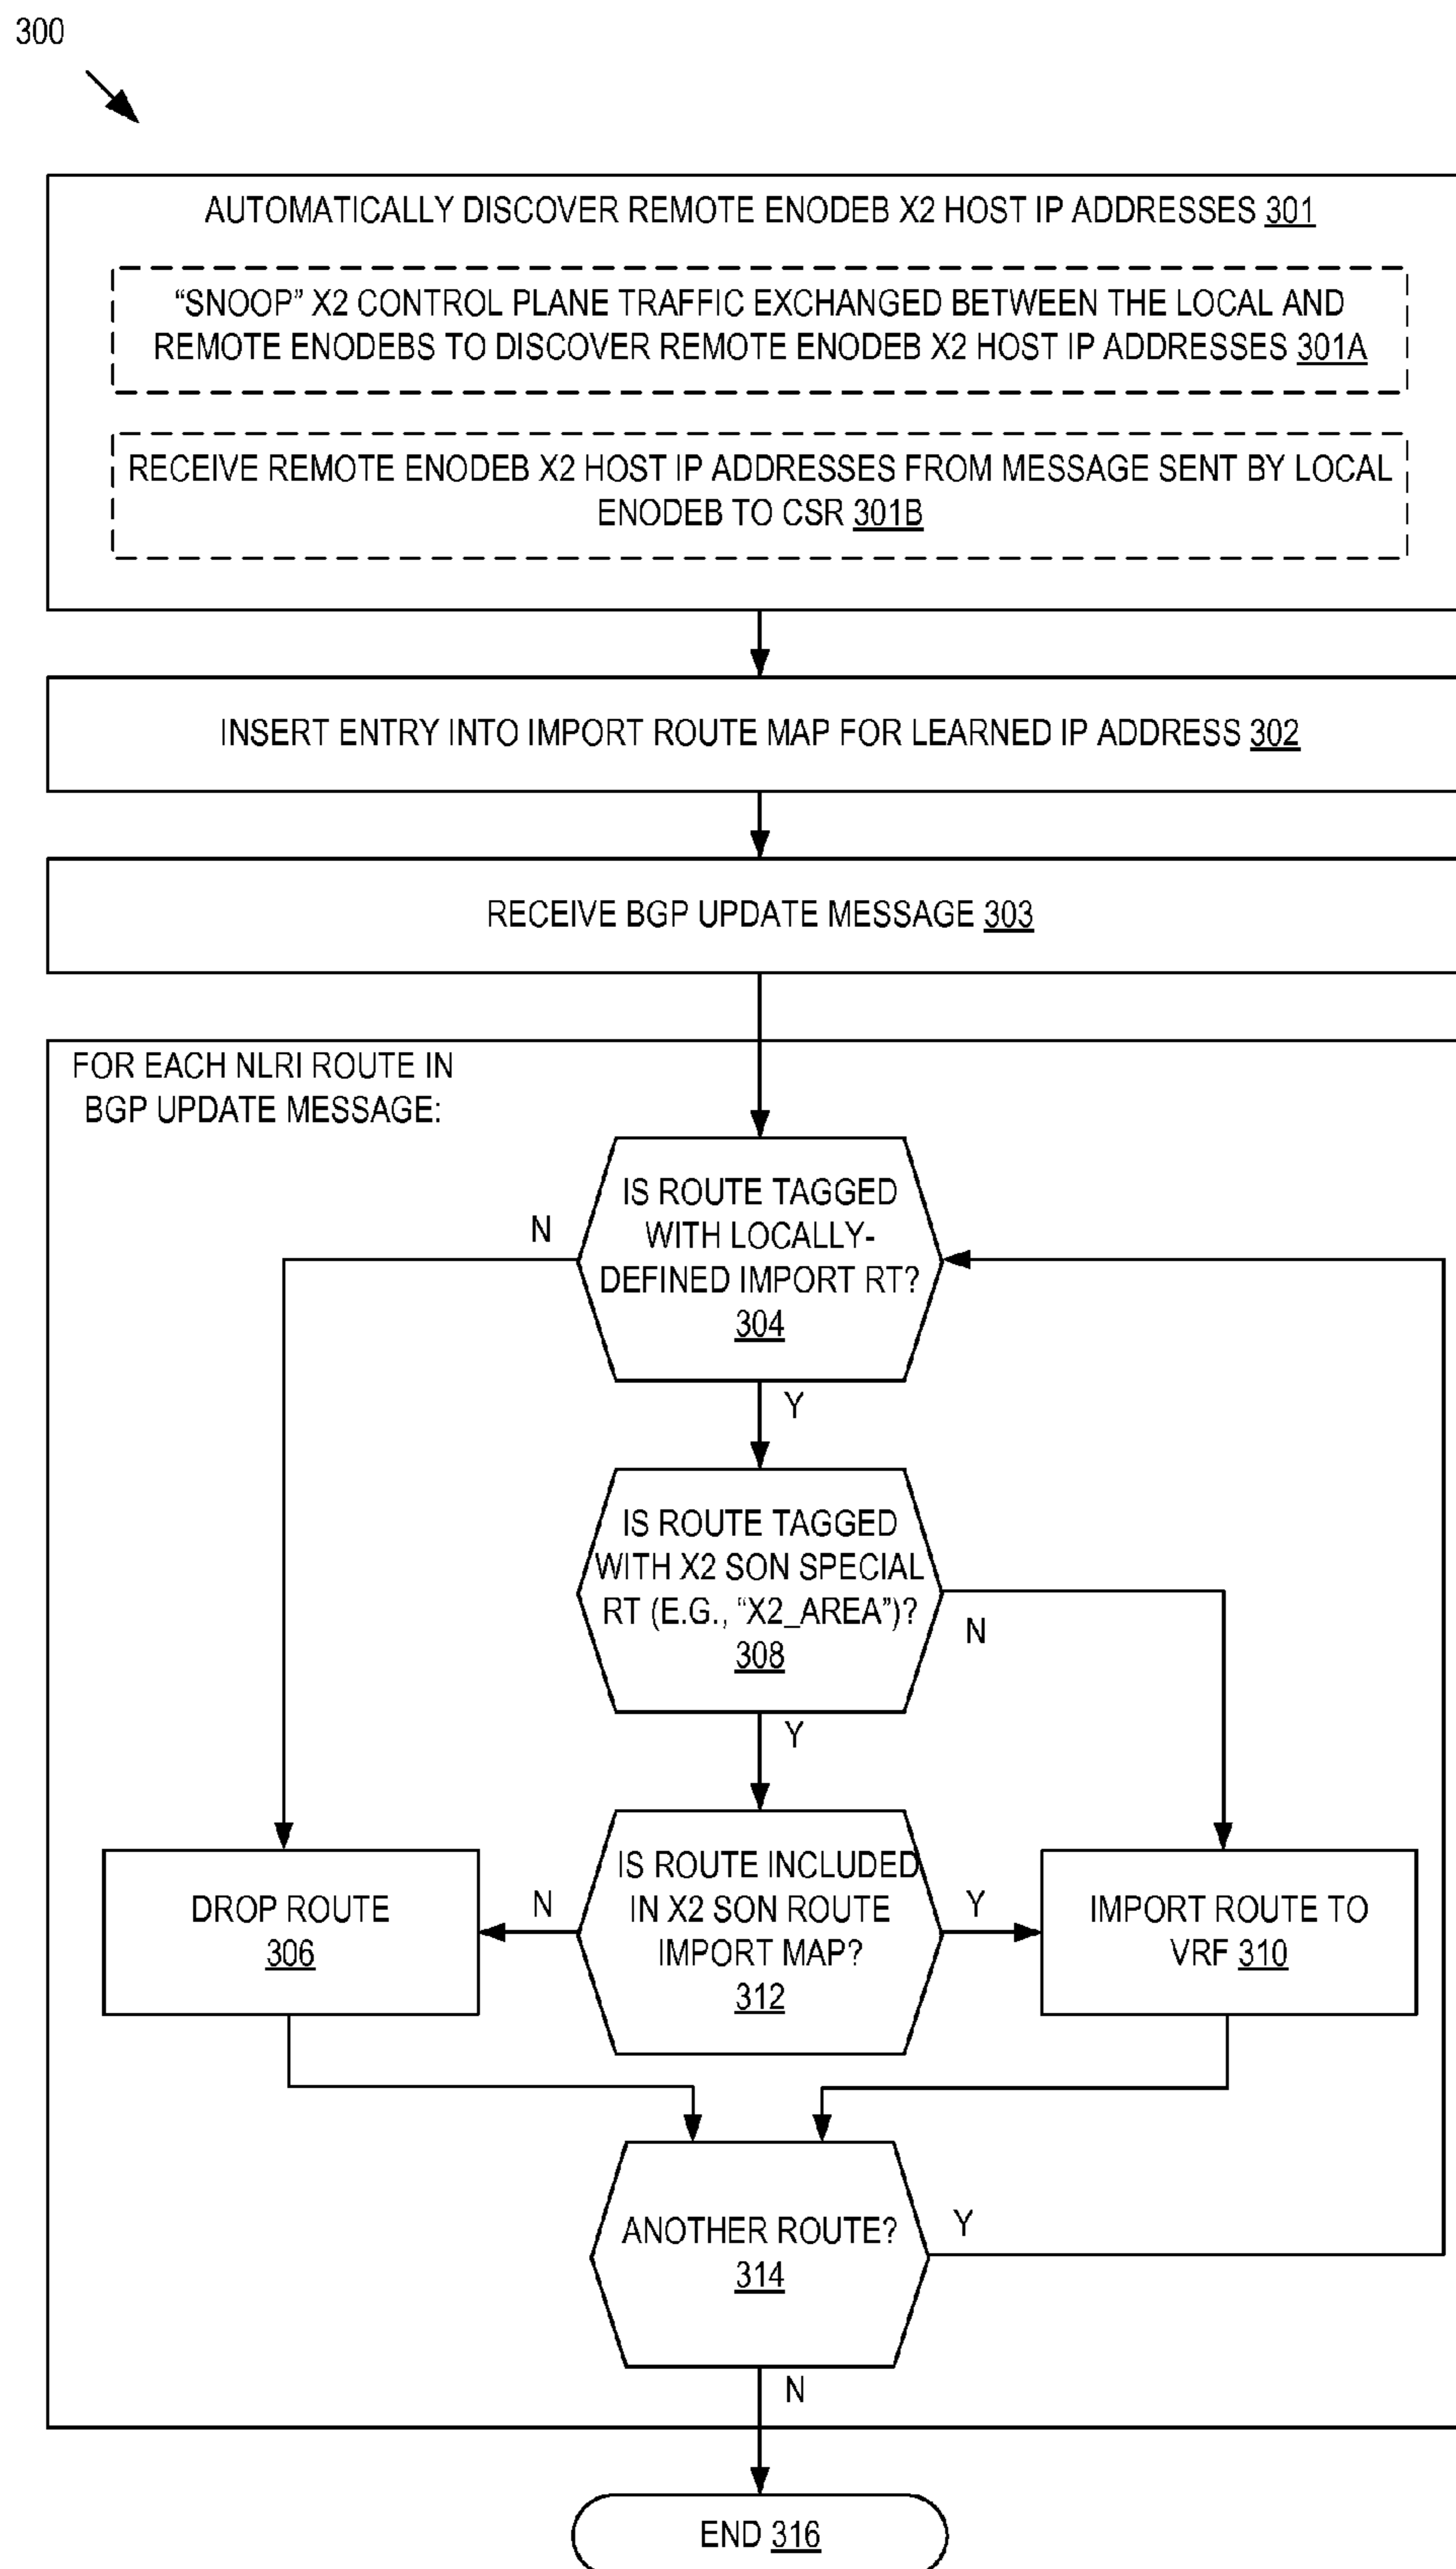 300
AUTOMATICALLY DISCOVER REMOTE ENODEB X2 HOST IP ADDRESSES 301
“SNOOP” X2 CONTROL PLANE TRAFFIC EXCHANGED BETWEEN THE LOCAL AND
REMOTE ENODEBS TO DISCOVER REMOTE ENODEB X2 HOST IP ADDRESSES 301A
RECEIVE REMOTE ENODEB X2 HOST IP ADDRESSES FROM MESSAGE SENT BY LOCAL
ENODEB TO CSR 301B
INSERT ENTRY INTO IMPORT ROUTE MAP FOR LEARNED IP ADDRESS 302
RECEIVE BGP UPDATE MESSAGE 303
FOR EACH NLRI ROUTE IN
BGP UPDATE MESSAGE:
IS ROUTE TAGGED
WITH LOCALLY-
DEFINED IMPORT RT?
304
N
Y
IS ROUTE TAGGED
WITH X2 SON SPECIAL
RT (E.G., “X2_AREA”)?
308
N
Y
DROP ROUTE
306
N
IS ROUTE INCLUDED
IN X2 SON ROUTE
IMPORT MAP?
312
Y
IMPORT ROUTE TO
VRF 310
ANOTHER ROUTE?
314
Y
N
END 316